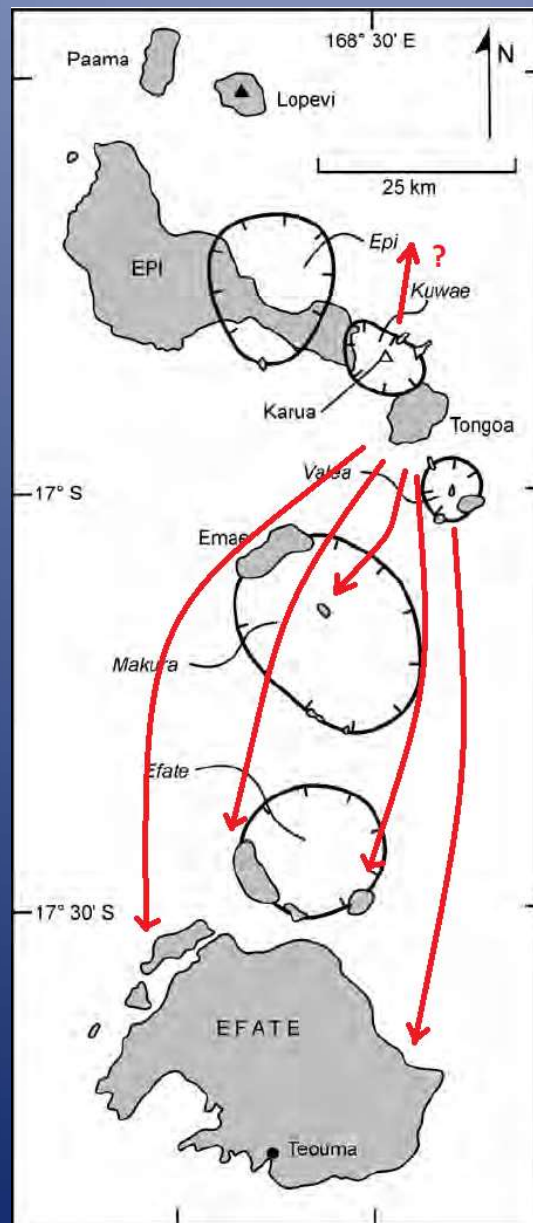 168° 30' E
Paama
N
Lopevi
25 km
Epi
?
EPI
Kuwae
Karua
Tongoa
Valea
17° S
Emae
Makura
Efate
17° 30' S
EFATE
Teouma